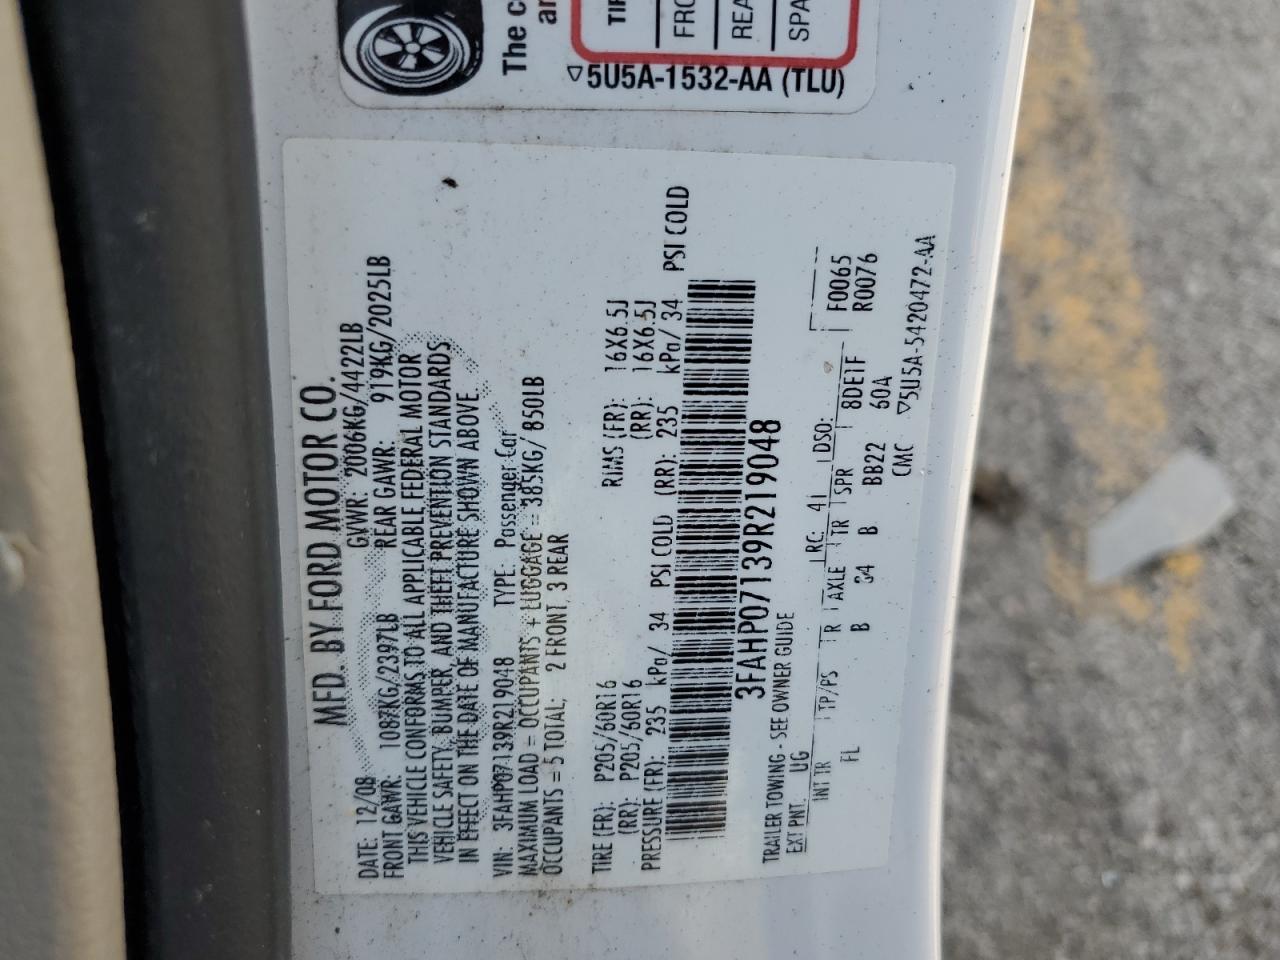 The c
an
TIR
FRO
REA
SPA
▽5U5A-1532-AA (TLU)
MFD. BY FORD MOTOR CO.
DATE: 12/08 GVWR: 2006KG/4422LB
FRONT GAWR: 1087KG/2397LB REAR GAWR: 919KG/2025LB
THIS VEHICLE CONFORMS TO ALL APPLICABLE FEDERAL MOTOR
VEHICLE SAFETY, BUMPER, AND THEFT PREVENTION STANDARDS
IN EFFECT ON THE DATE OF MANUFACTURE SHOWN ABOVE.
VIN: 3FAHP07139R219048 TYPE: Passenger Car
MAXIMUM LOAD = OCCUPANTS + LUGGAGE = 385KG/ 850LB
OCCUPANTS = 5 TOTAL, 2 FRONT 3 REAR
TIRE (FR): P205/60R16 RIMS (FR): 16X6.5J
(RR): P205/60R16 (RR): 16X6.5J
PRESSURE (FR): 235 kPa/ 34 PSI COLD (RR): 235 kPa/ 34 PSI COLD
3FAHP07139R219048
TRAILER TOWING - SEE OWNER GUIDE
EXT PNT: UG RC: 41 DSO:
INT TR TP/PS R AXLE TR SPR 8DE1F F0065
FL B 34 B BB22 60A R0076
CMC ▽5U5A-5420472-AA